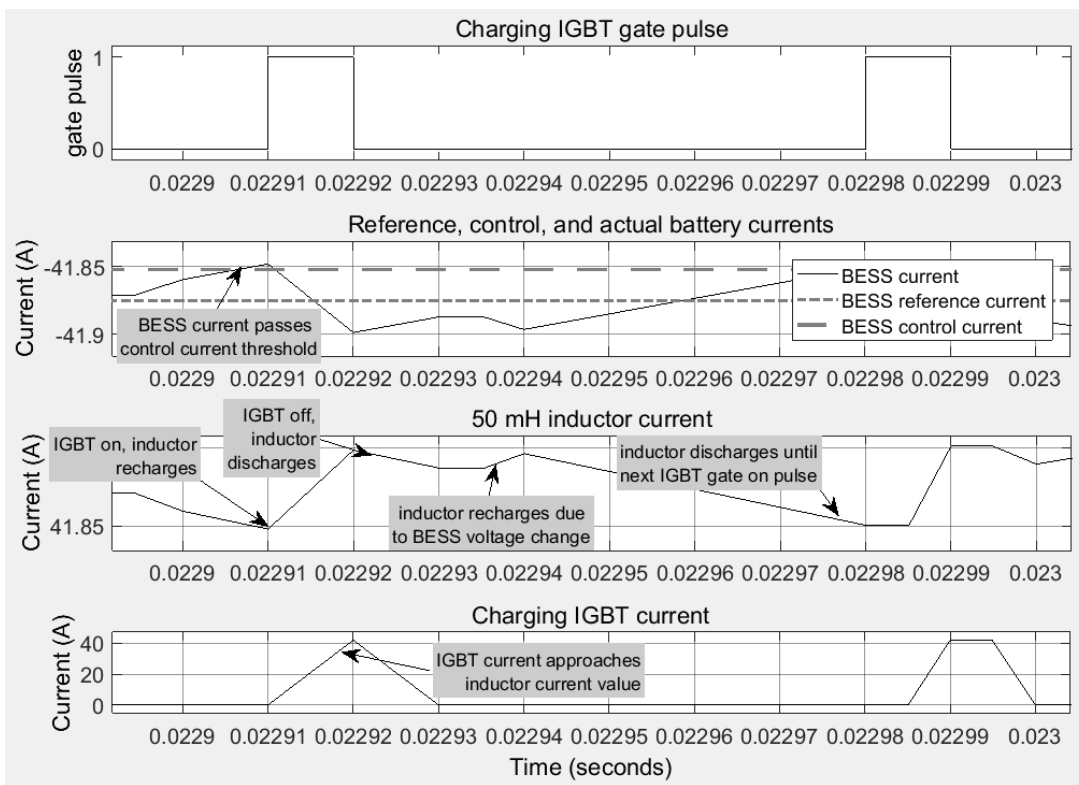 Charging IGBT gate pulse
gate pulse
1
0
0.0229 0.02291 0.02292 0.02293 0.02294 0.02295 0.02296 0.02297 0.02298 0.02299 0.023
Reference, control, and actual battery currents
Current (A)
-41.85
-41.9
BESS current passes
control current threshold
BESS current
BESS reference current
BESS control current
0.0229 0.02291 0.02292 0.02293 0.02294 0.02295 0.02296 0.02297 0.02298 0.02299 0.023
50 mH inductor current
Current (A)
41.85
IGBT on, inductor
recharges
IGBT off,
inductor
discharges
inductor recharges due
to BESS voltage change
inductor discharges until
next IGBT gate on pulse
0.0229 0.02291 0.02292 0.02293 0.02294 0.02295 0.02296 0.02297 0.02298 0.02299 0.023
Charging IGBT current
Current (A)
40
20
0
IGBT current approaches
inductor current value
0.0229 0.02291 0.02292 0.02293 0.02294 0.02295 0.02296 0.02297 0.02298 0.02299 0.023
Time (seconds)